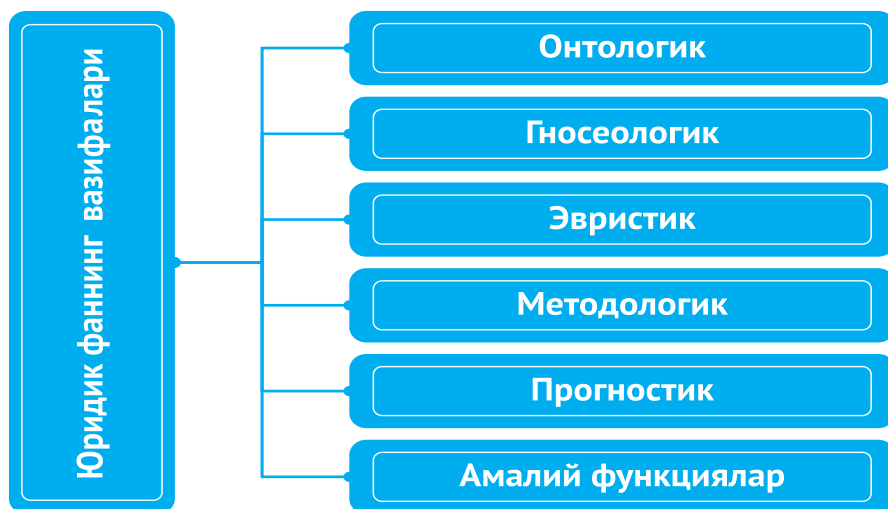 Юридик фаннинг вазифалари
Онтологик
Гносеологик
Эвристик
Методологик
Прогностик
Амалий функциялар